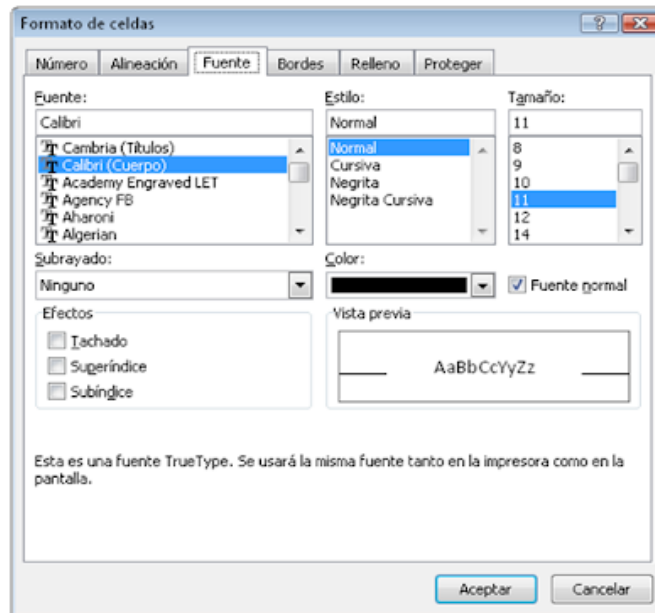 Formato de celdas
Número Alineación Fuente Bordes Relleno Proteger
Fuente: Estilo: Tamaño:
Calibri Normal 11
Cambria (Títulos) Normal 8
Calibri (Cuerpo) Cursiva 9
Academy Engraved LET Negrita 10
Agency FB Negrita Cursiva 11
Aharoni 12
Algerian 14
Subrayado: Color:
Ninguno Fuente normal
Efectos Vista previa
Tachado
Superíndice AaBbCcYyZz
Subíndice
Esta es una fuente TrueType. Se usará la misma fuente tanto en la impresora como en la
pantalla.
Aceptar Cancelar